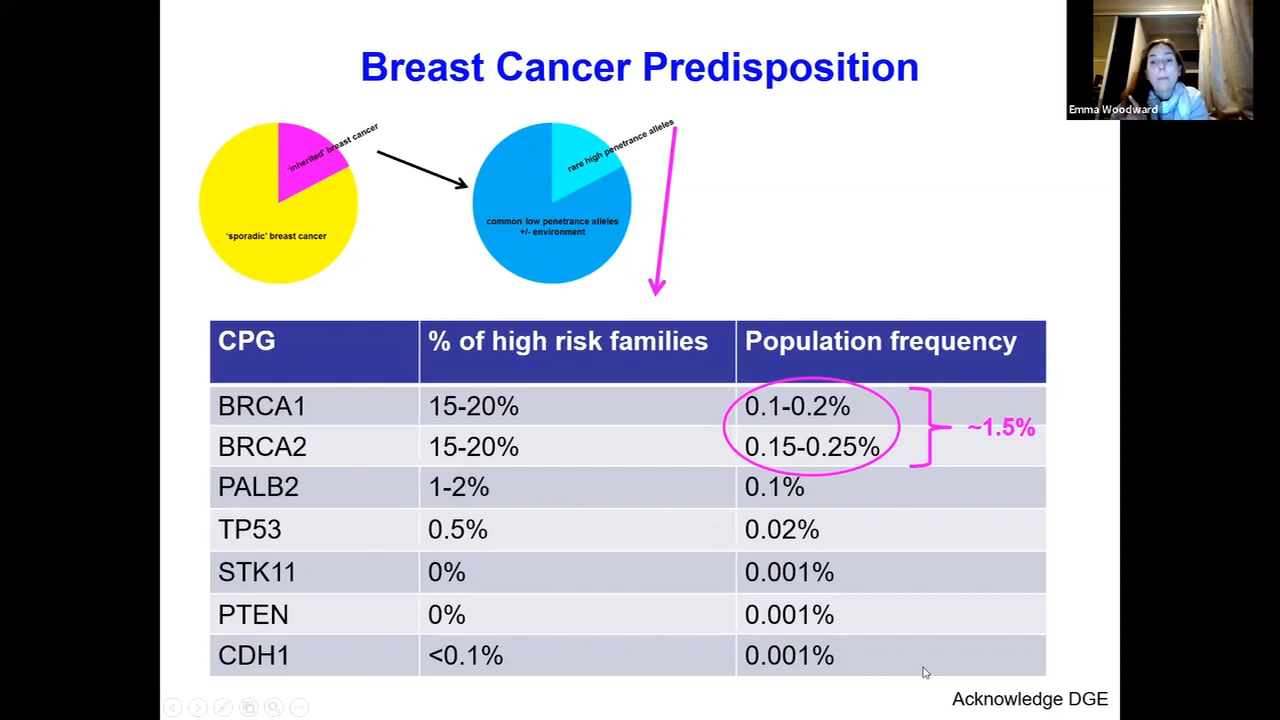 Breast Cancer Predisposition
Emma Woodward
'inherited' breast cancer
'sporadic' breast cancer
rare high penetrance alleles
common low penetrance alleles
+/- environment
CPG % of high risk families Population frequency
BRCA1 15-20% 0.1-0.2%
BRCA2 15-20% 0.15-0.25%
~1.5%
PALB2 1-2% 0.1%
TP53 0.5% 0.02%
STK11 0% 0.001%
PTEN 0% 0.001%
CDH1 <0.1% 0.001%
Acknowledge DGE